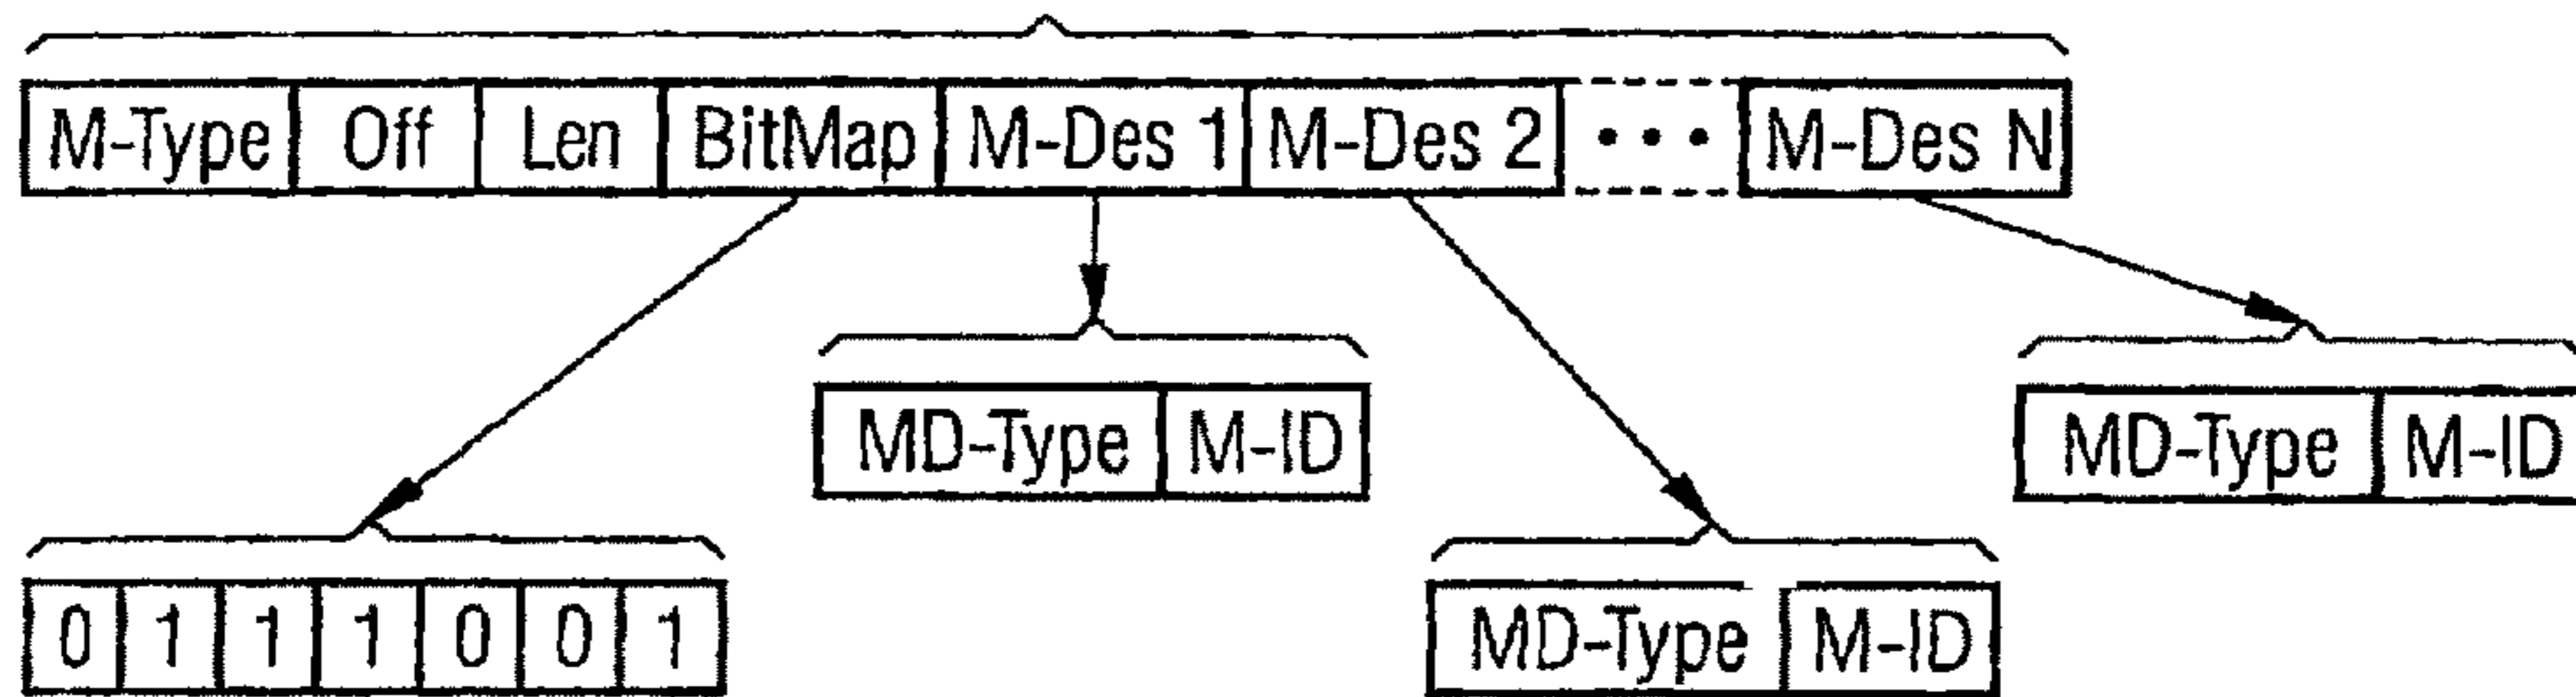 M-Type Off Len BitMap M-Des 1 M-Des 2 • • • M-Des N
MD-Type M-ID
MD-Type M-ID
0 1 1 1 0 0 1
MD-Type M-ID